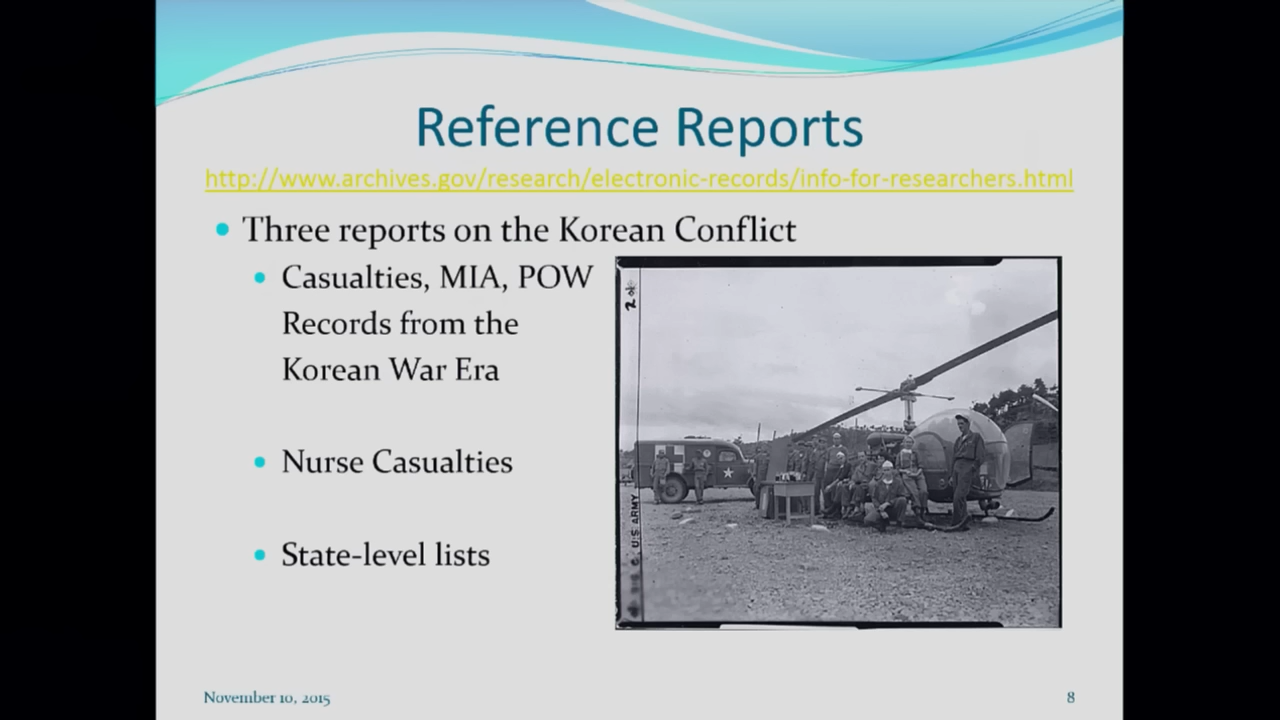 Reference Reports
http://www.archives.gov/research/electronic-records/info-for-researchers.html
Three reports on the Korean Conflict
Casualties, MIA, POW
Records from the
Korean War Era
Nurse Casualties
State-level lists
U.S. ARMY
November 10, 2015
8